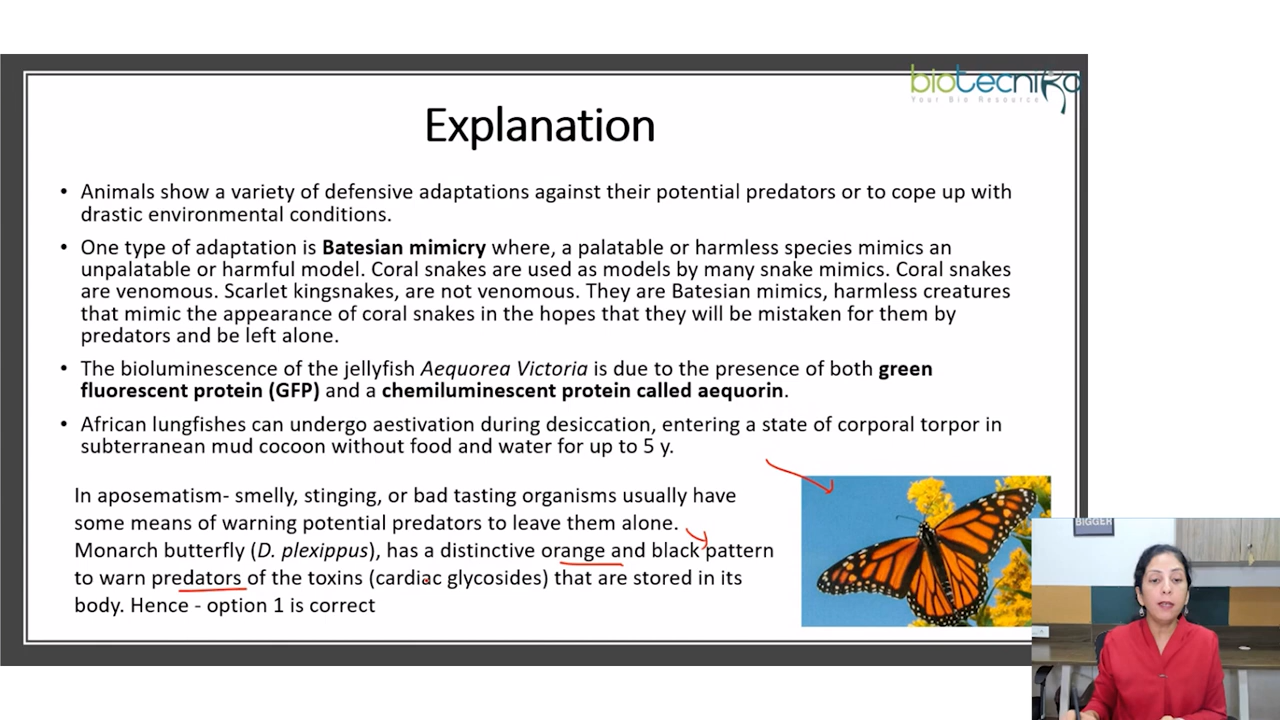 biotecnika
Your Bio Resource
Explanation
• Animals show a variety of defensive adaptations against their potential predators or to cope up with
drastic environmental conditions.
• One type of adaptation is Batesian mimicry where, a palatable or harmless species mimics an
unpalatable or harmful model. Coral snakes are used as models by many snake mimics. Coral snakes
are venomous. Scarlet kingsnakes, are not venomous. They are Batesian mimics, harmless creatures
that mimic the appearance of coral snakes in the hopes that they will be mistaken for them by
predators and be left alone.
• The bioluminescence of the jellyfish Aequorea Victoria is due to the presence of both green
fluorescent protein (GFP) and a chemiluminescent protein called aequorin.
• African lungfishes can undergo aestivation during desiccation, entering a state of corporal torpor in
subterranean mud cocoon without food and water for up to 5 y.
In aposematism- smelly, stinging, or bad tasting organisms usually have
some means of warning potential predators to leave them alone.
Monarch butterfly (D. plexippus), has a distinctive orange and black pattern
to warn predators of the toxins (cardiac glycosides) that are stored in its
body. Hence - option 1 is correct
BIGGER